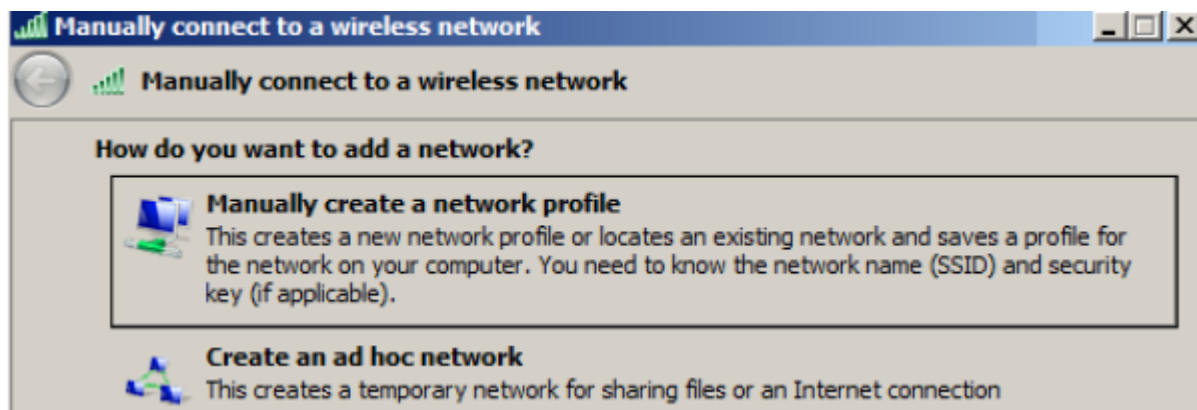 Manually connect to a wireless network
Manually connect to a wireless network
How do you want to add a network?
Manually create a network profile
This creates a new network profile or locates an existing network and saves a profile for
the network on your computer. You need to know the network name (SSID) and security
key (if applicable).
Create an ad hoc network
This creates a temporary network for sharing files or an Internet connection